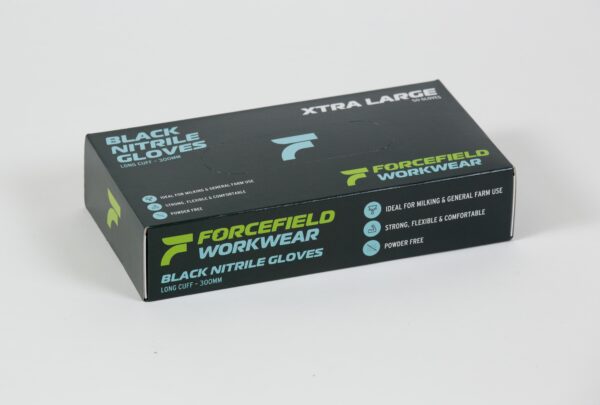 XTRA LARGE
50 GLOVES
BLACK
NITRILE
GLOVES
LONG CUFF - 300MM
IDEAL FOR MILKING & GENERAL FARM USE
STRONG, FLEXIBLE & COMFORTABLE
POWDER FREE
FORCEFIELD
WORKWEAR
FORCEFIELD
WORKWEAR
BLACK NITRILE GLOVES
LONG CUFF - 300MM
IDEAL FOR MILKING & GENERAL FARM USE
STRONG, FLEXIBLE & COMFORTABLE
POWDER FREE